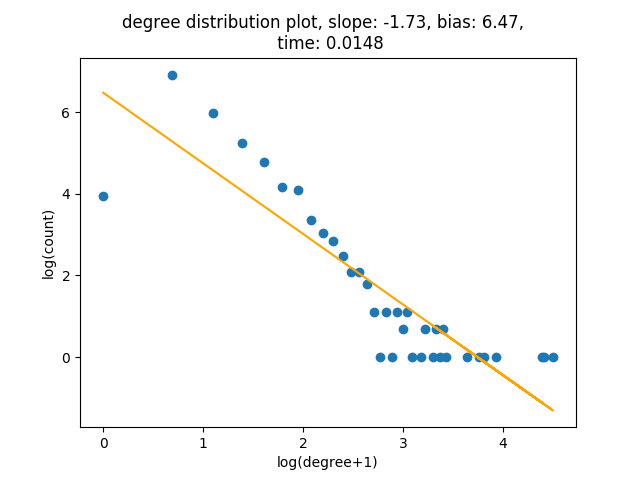 degree distribution plot, slope: -1.73, bias: 6.47,
time: 0.0148
6
4
2
0
log(count)
0 1 2 3 4
log(degree+1)